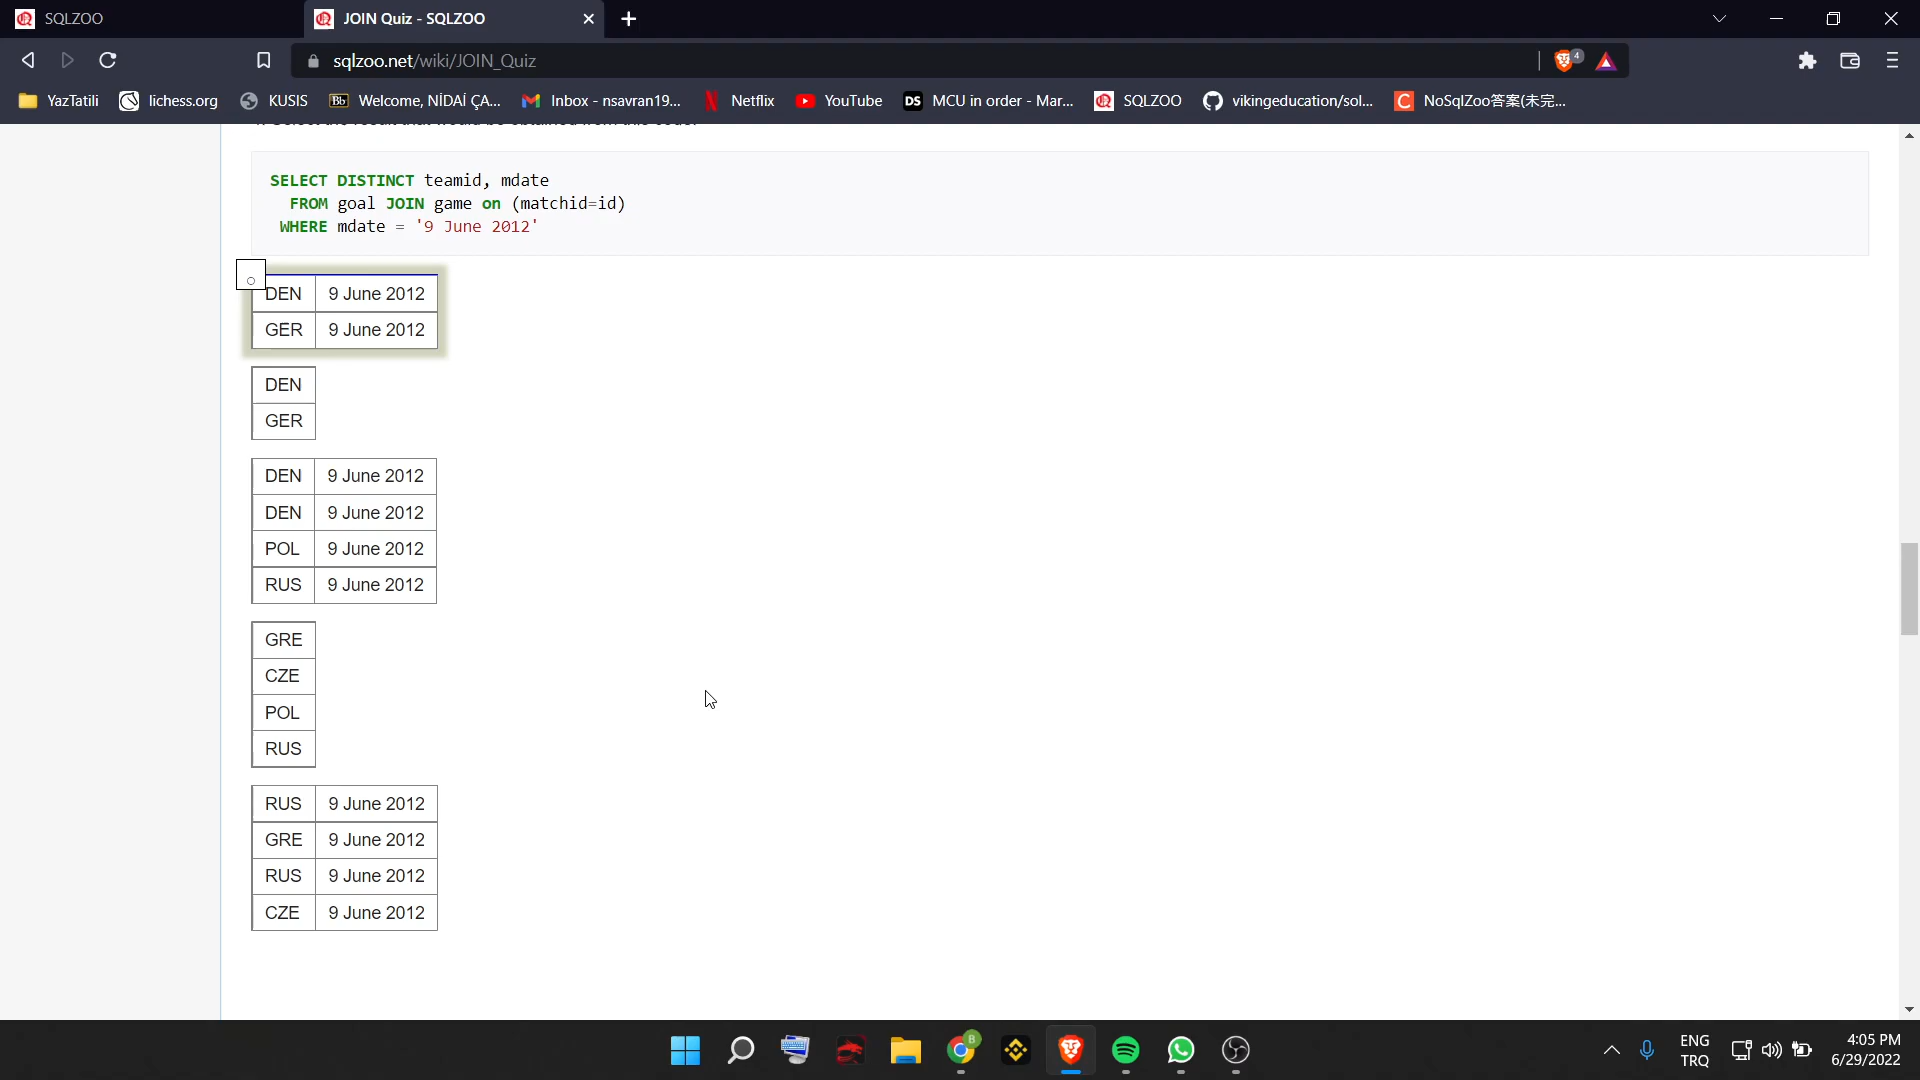 SQLZOO
JOIN Quiz - SQLZOO
sqlzoo.net/wiki/JOIN_Quiz
4
YazTatili
lichess.org
KUSIS
Bb
Welcome, NİDAİ ÇA...
Inbox - nsavran19...
Netflix
YouTube
DS
MCU in order - Mar...
SQLZOO
vikingeducation/sol...
C
NoSqlZoo答案(未完...
SELECT DISTINCT teamid, mdate
FROM goal JOIN game on (matchid=id)
WHERE mdate = '9 June 2012'
DEN 9 June 2012
GER 9 June 2012
DEN
GER
DEN 9 June 2012
DEN 9 June 2012
POL 9 June 2012
RUS 9 June 2012
GRE
CZE
POL
RUS
RUS 9 June 2012
GRE 9 June 2012
RUS 9 June 2012
CZE 9 June 2012
B
ENG
TRQ
4:05 PM
6/29/2022